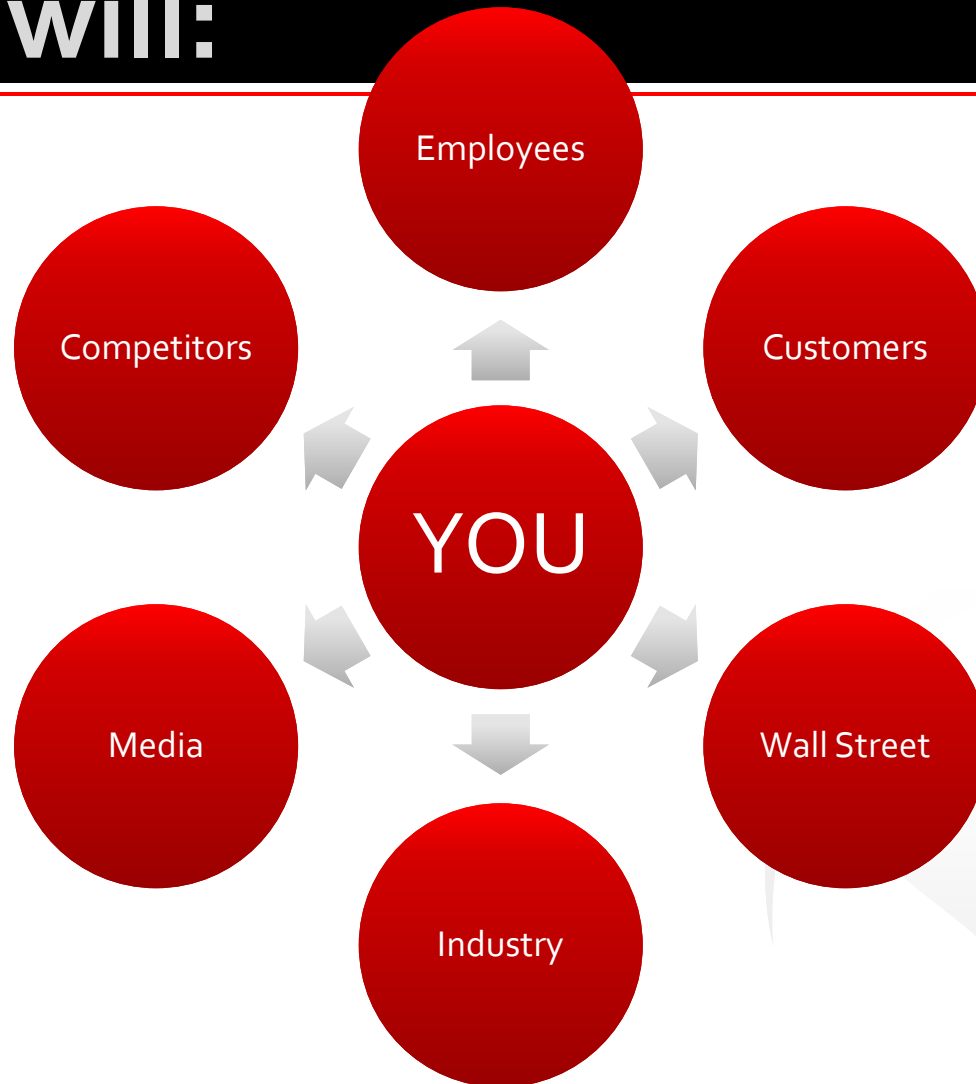 will:
Employees
Competitors
Customers
YOU
Media
Wall Street
Industry